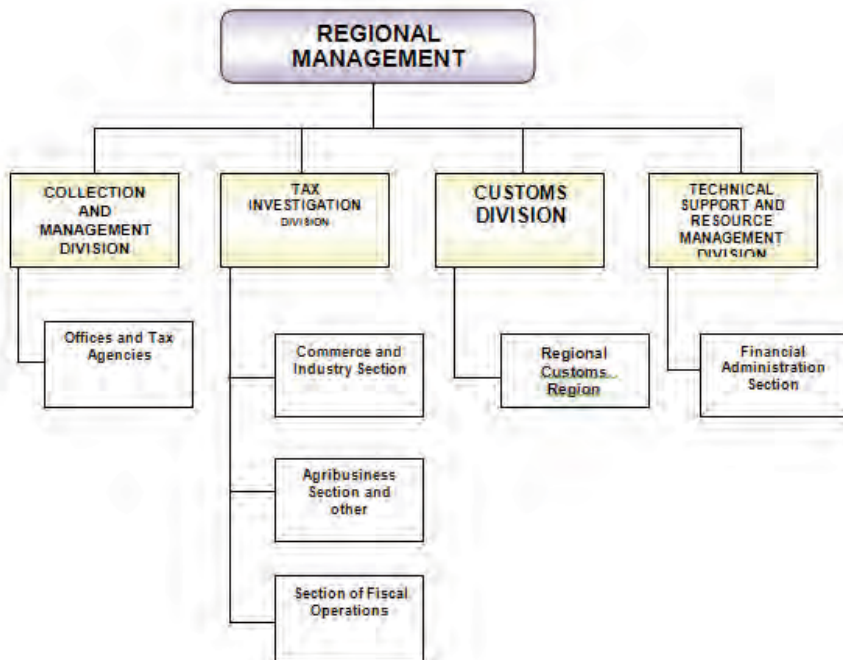 REGIONAL
MANAGEMENT
COLLECTION
AND
MANAGEMENT
DIVISION
TAX
INVESTIGATION
DIVISION
CUSTOMS
DIVISION
TECHNICAL
SUPPORT AND
RESOURCE
MANAGEMENT
DIVISION
Offices and Tax
Agencies
Commerce and
Industry Section
Regional
Customs..
Region
Financial
Administration
Section
Agribusiness
Section and
other
Section of Fiscal
Operations